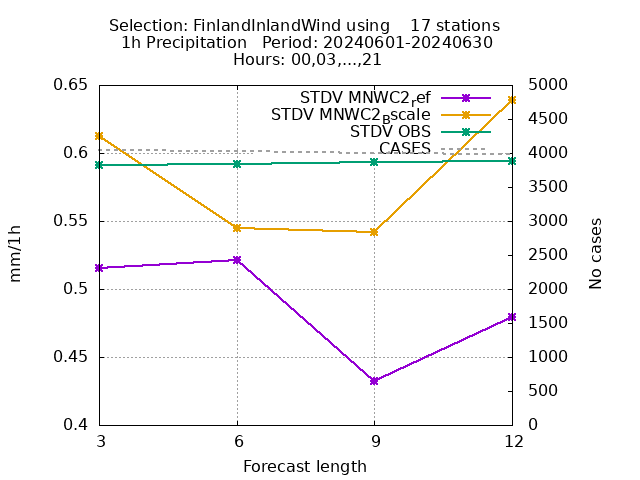 Selection: FinlandInlandWind using    17 stations
1h Precipitation   Period: 20240601-20240630
Hours: 00,03,...,21
STDV MNWC2_ref
STDV MNWC2_Bscale
STDV OBS
CASES
0.65
0.6
0.55
0.5
0.45
0.4
5000
4500
4000
3500
3000
2500
2000
1500
1000
500
0
mm/1h
No cases
3 6 9 12
Forecast length